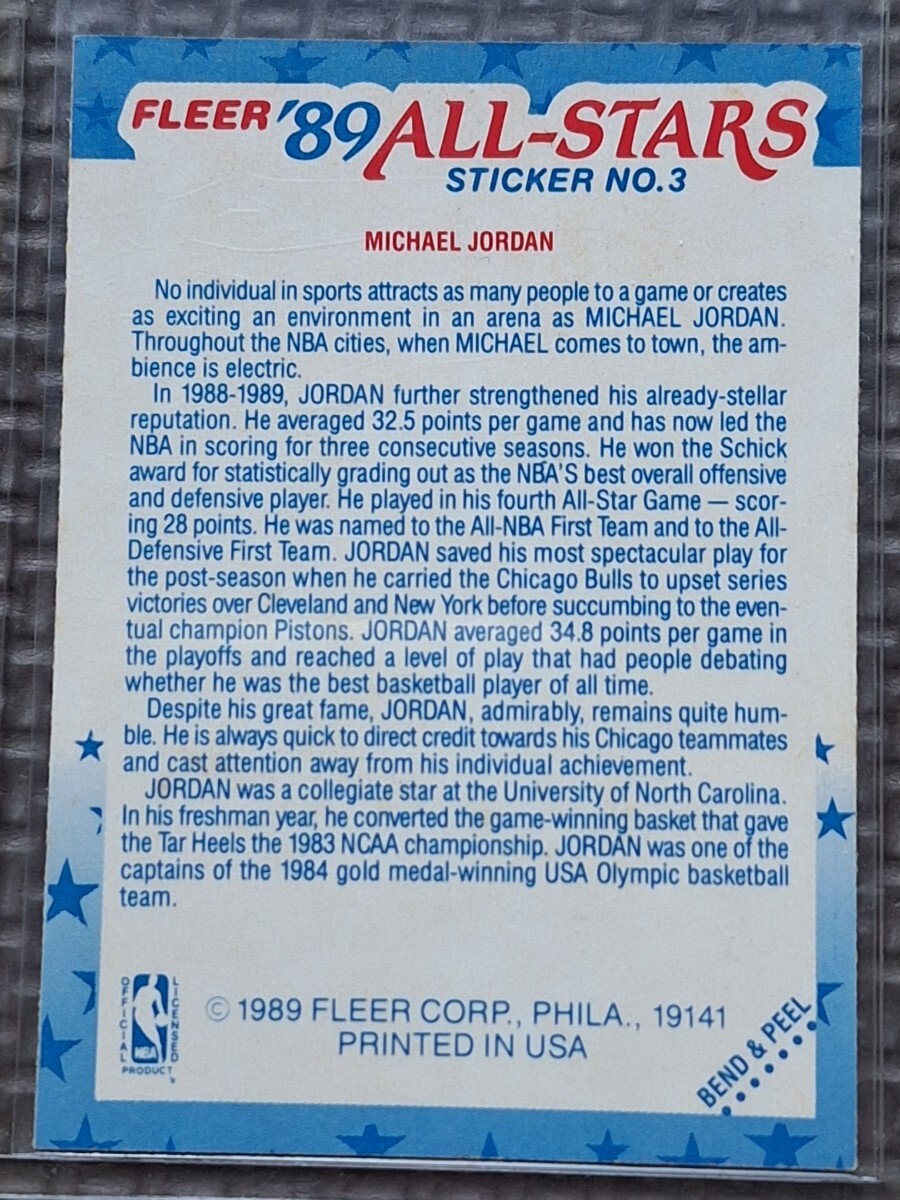 FLEER '89 ALL-STARS
STICKER NO.3
MICHAEL JORDAN
No individual in sports attracts as many people to a game or creates
as exciting an environment in an arena as MICHAEL JORDAN.
Throughout the NBA cities, when MICHAEL comes to town, the am-
bience is electric.
In 1988-1989, JORDAN further strengthened his already-stellar
reputation. He averaged 32.5 points per game and has now led the
NBA in scoring for three consecutive seasons. He won the Schick
award for statistically grading out as the NBA'S best overall offensive
and defensive player. He played in his fourth All-Star Game — scor-
ing 28 points. He was named to the All-NBA First Team and to the All-
Defensive First Team. JORDAN saved his most spectacular play for
the post-season when he carried the Chicago Bulls to upset series
victories over Cleveland and New York before succumbing to the even-
tual champion Pistons. JORDAN averaged 34.8 points per game in
the playoffs and reached a level of play that had people debating
whether he was the best basketball player of all time.
Despite his great fame, JORDAN, admirably, remains quite hum-
ble. He is always quick to direct credit towards his Chicago teammates
and cast attention away from his individual achievement.
JORDAN was a collegiate star at the University of North Carolina.
In his freshman year, he converted the game-winning basket that gave
the Tar Heels the 1983 NCAA championship. JORDAN was one of the
captains of the 1984 gold medal-winning USA Olympic basketball
team.
OFFICIAL
LICENSED
NBA
PRODUCT
© 1989 FLEER CORP., PHILA., 19141
PRINTED IN USA
BEND & PEEL